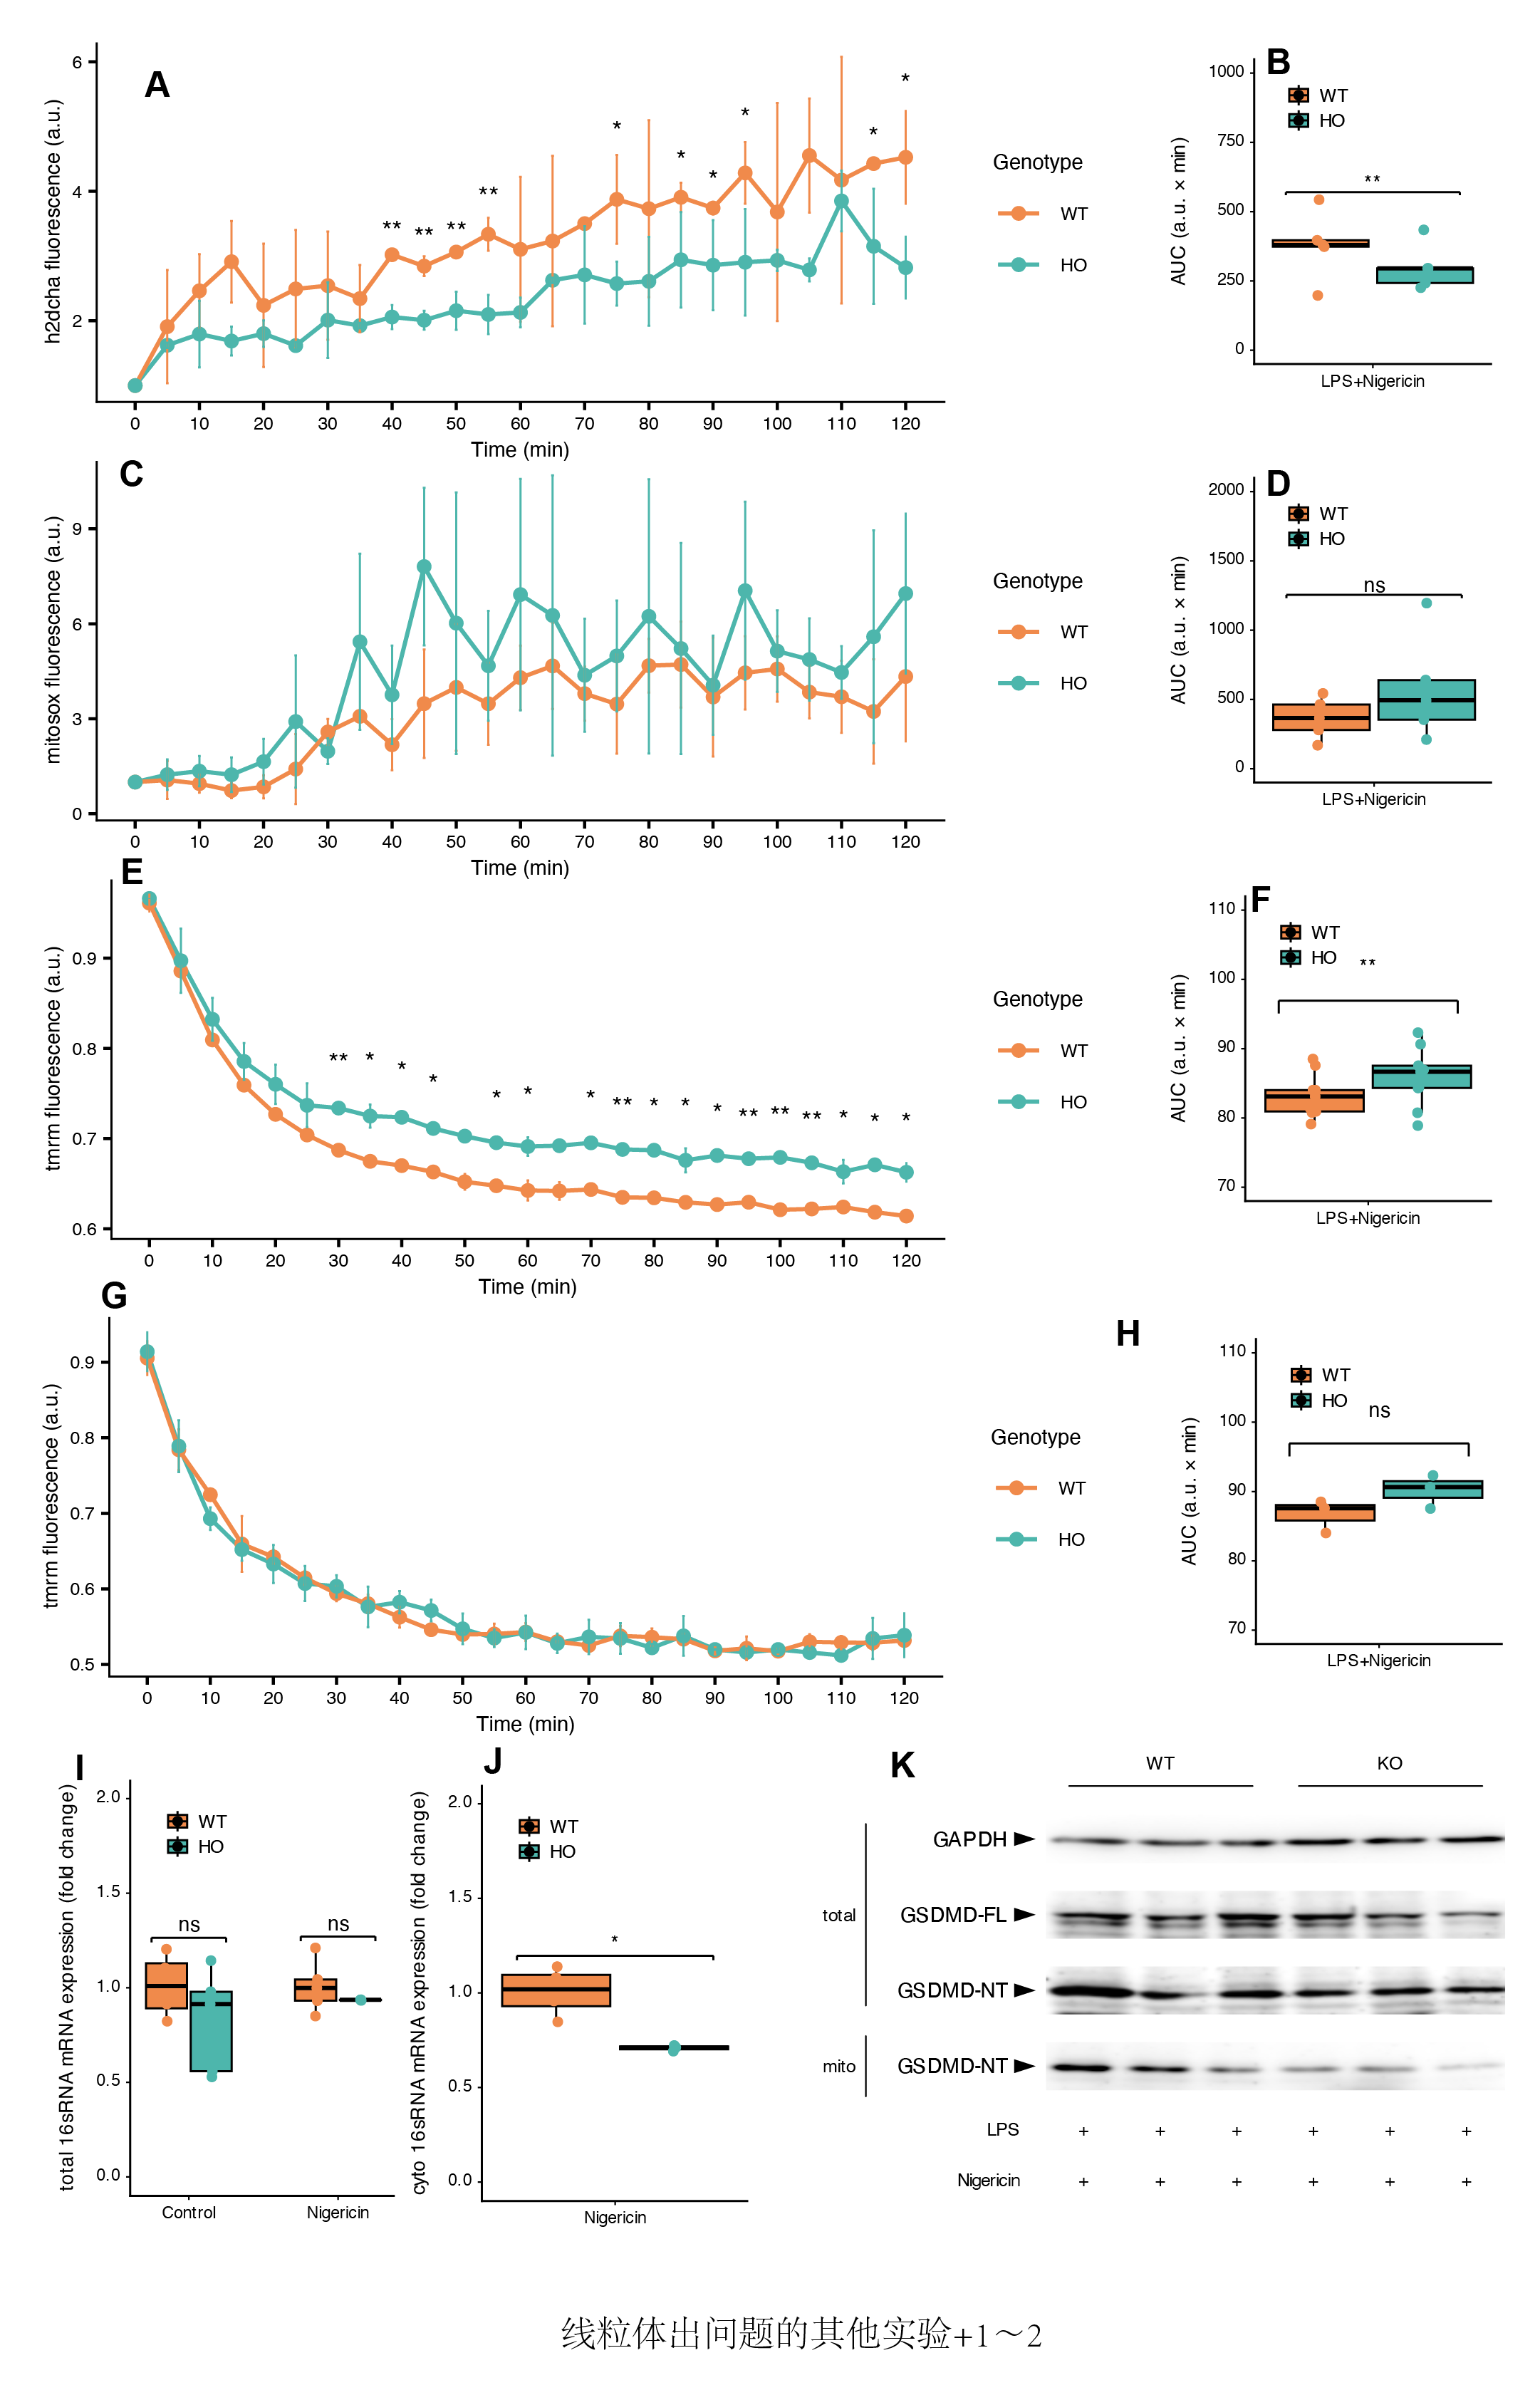 A
h2dcha fluorescence (a.u.)
6
4
2
** ** ** ** * * * * * *
0 10 20 30 40 50 60 70 80 90 100 110 120
Time (min)
Genotype
WT
HO
B
AUC (a.u. × min)
1000
750
500
250
0
WT
HO
**
LPS+Nigericin
C
mitosox fluorescence (a.u.)
9
6
3
0
0 10 20 30 40 50 60 70 80 90 100 110 120
Time (min)
Genotype
WT
HO
D
AUC (a.u. × min)
2000
1500
1000
500
0
WT
HO
ns
LPS+Nigericin
E
tmrm fluorescence (a.u.)
0.9
0.8
0.7
0.6
** * * * * * * ** * * * ** ** ** * * *
0 10 20 30 40 50 60 70 80 90 100 110 120
Time (min)
Genotype
WT
HO
F
AUC (a.u. × min)
110
100
90
80
70
WT
HO
**
LPS+Nigericin
G
tmrm fluorescence (a.u.)
0.9
0.8
0.7
0.6
0.5
0 10 20 30 40 50 60 70 80 90 100 110 120
Time (min)
Genotype
WT
HO
H
AUC (a.u. × min)
110
100
90
80
70
WT
HO
ns
LPS+Nigericin
I
total 16sRNA mRNA expression (fold change)
2.0
1.5
1.0
0.5
0.0
WT
HO
ns ns
Control Nigericin
J
cyto 16sRNA mRNA expression (fold change)
2.0
1.5
1.0
0.5
0.0
WT
HO
*
Nigericin
K
WT KO
GAPDH
total
GSDMD-FL
GSDMD-NT
mito
GSDMD-NT
LPS + + + + + +
Nigericin + + + + + +
线粒体出问题的其他实验+1～2